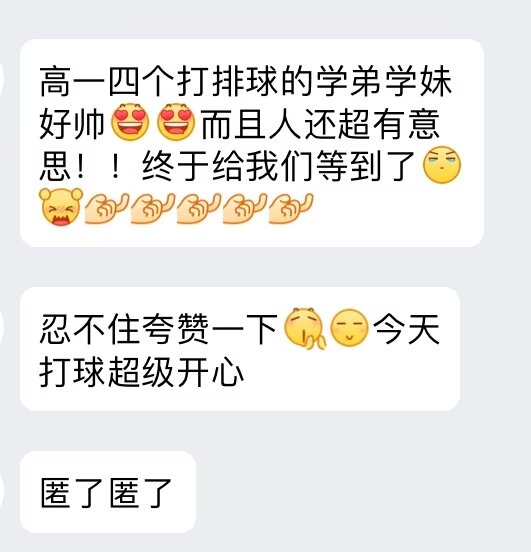 高一四个打排球的学弟学妹
好帅😍😍而且人还超有意
思！！终于给我们等到了
忍不住夸赞一下今天
打球超级开心
匿了匿了